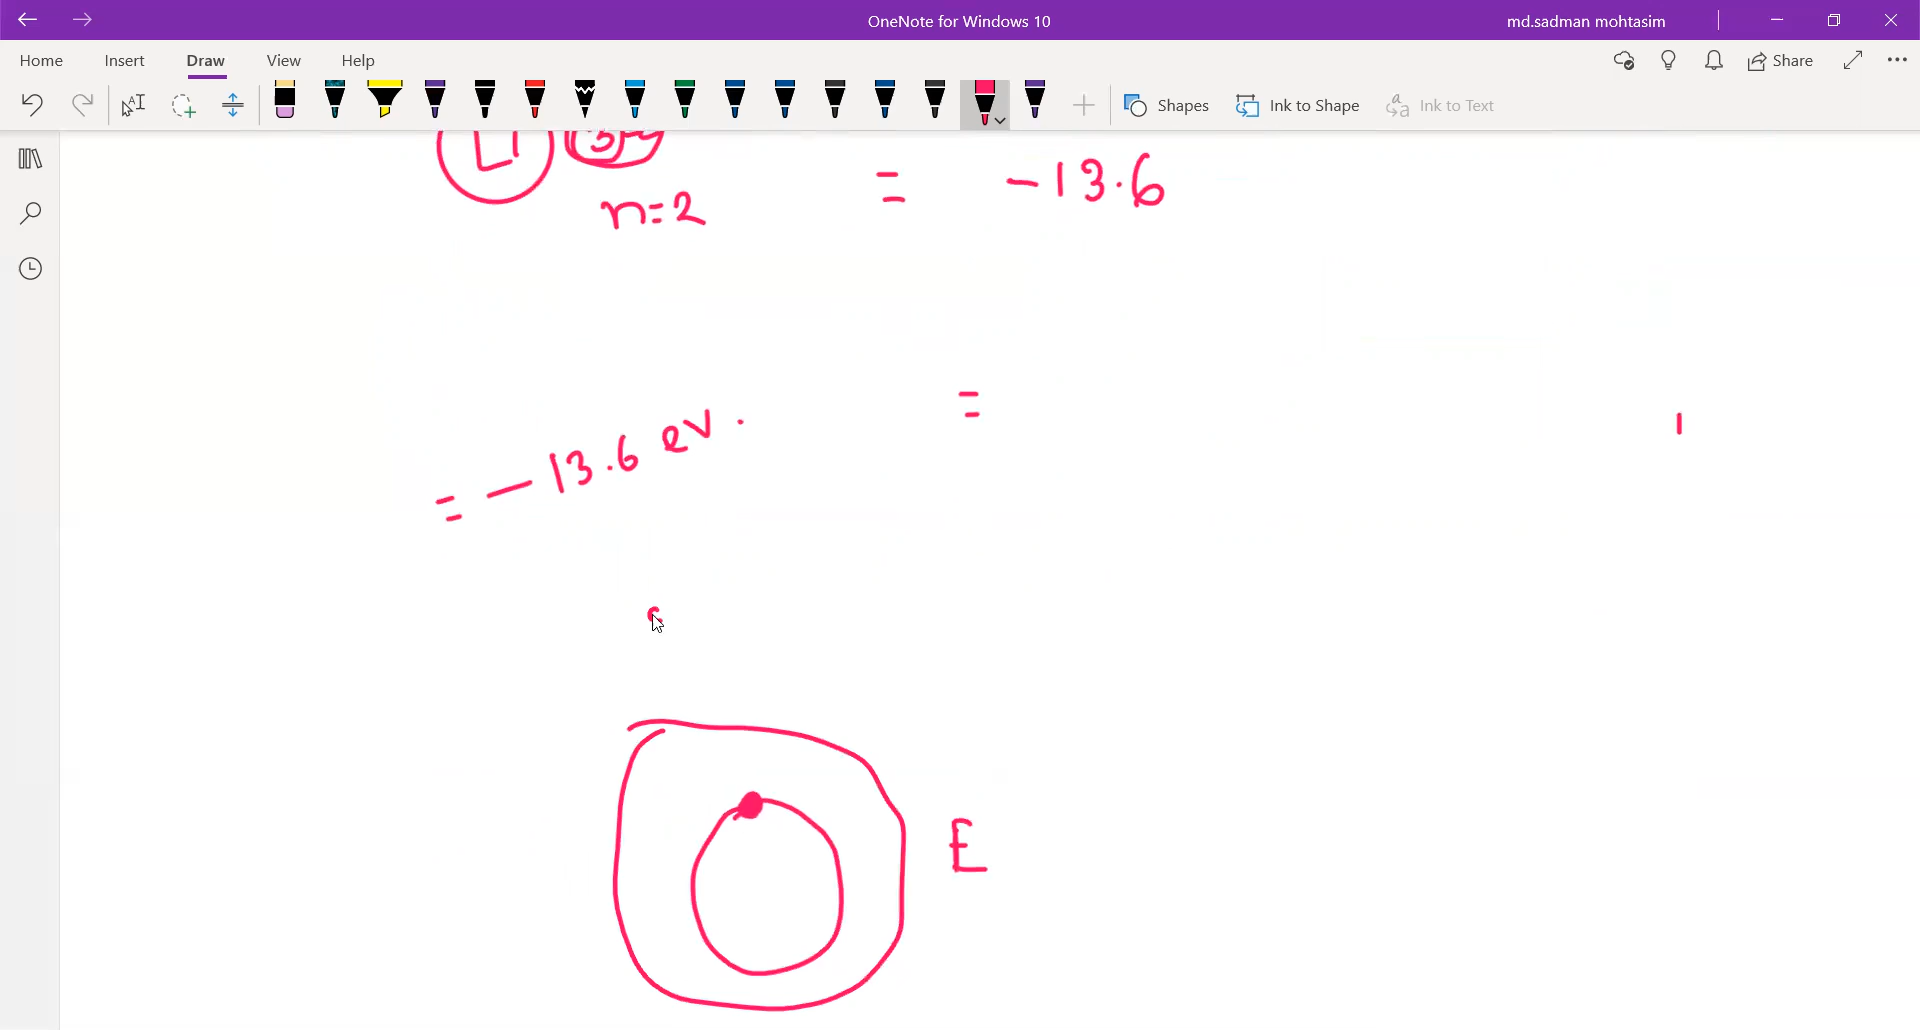 OneNote for Windows 10
md.sadman mohtasim
Home Insert Draw View Help
Share
Shapes Ink to Shape Ink to Text
Li
n=2
= -13.6
=
= -13.6 eV.
E